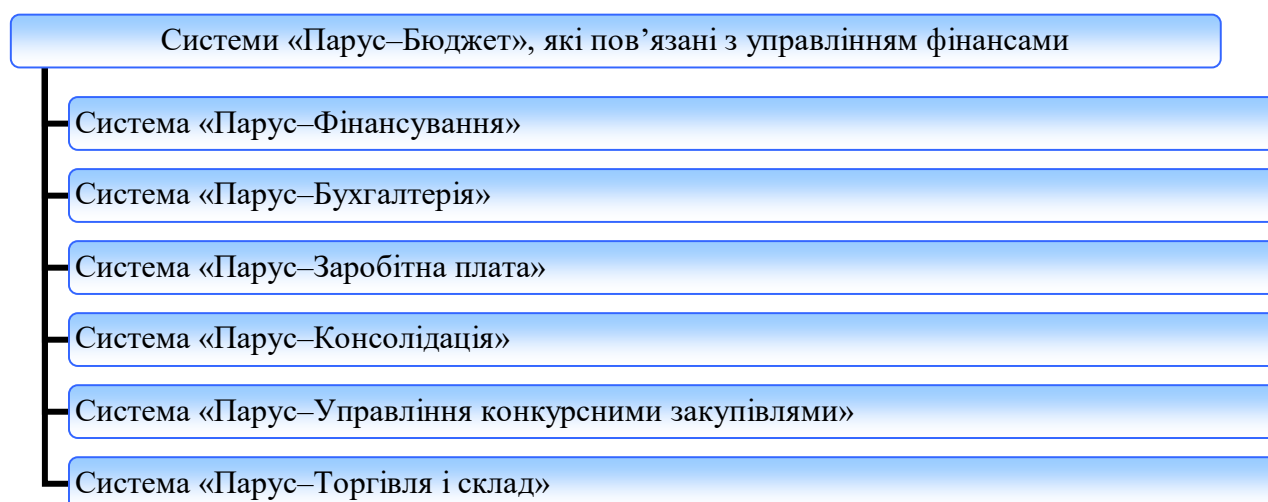 Системи «Парус–Бюджет», які пов’язані з управлінням фінансами
Система «Парус–Фінансування»
Система «Парус–Бухгалтерія»
Система «Парус–Заробітна плата»
Система «Парус–Консолідація»
Система «Парус–Управління конкурсними закупівлями»
Система «Парус–Торгівля і склад»